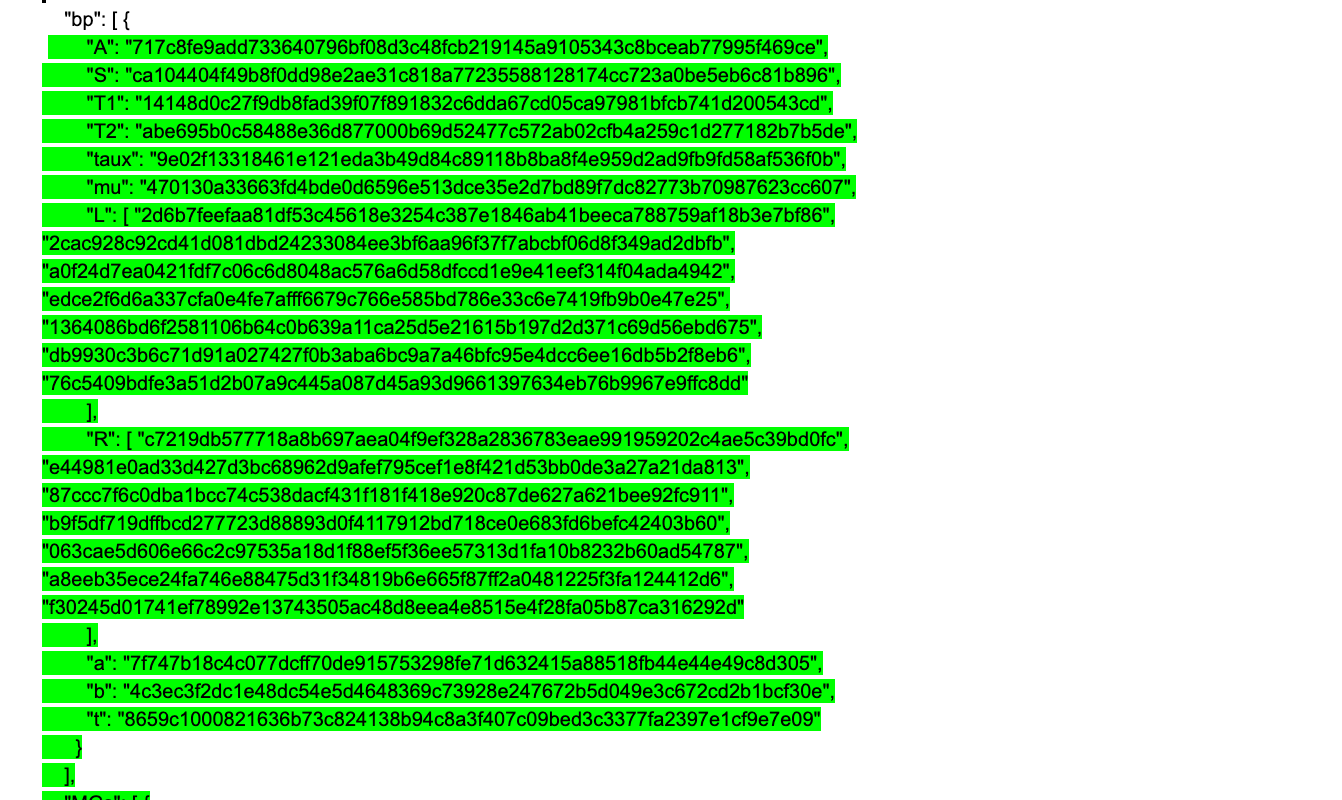 "bp": [ {
"A": "717c8fe9add733640796bf08d3c48fcb219145a9105343c8bceab77995f469ce",
"S": "ca104404f49b8f0dd98e2ae31c818a77235588128174cc723a0be5eb6c81b896",
"T1": "14148d0c27f9db8fad39f07f891832c6dda67cd05ca97981bfcb741d200543cd",
"T2": "abe695b0c58488e36d877000b69d52477c572ab02cfb4a259c1d277182b7b5de",
"taux": "9e02f13318461e121eda3b49d84c89118b8ba8f4e959d2ad9fb9fd58af536f0b",
"mu": "470130a33663fd4bde0d6596e513dce35e2d7bd89f7dc82773b70987623cc607",
"L": [ "2d6b7feefaa81df53c45618e3254c387e1846ab41beeca788759af18b3e7bf86",
"2cac928c92cd41d081dbd24233084ee3bf6aa96f37f7abcbf06d8f349ad2dbfb",
"a0f24d7ea0421fdf7c06c6d8048ac576a6d58dfccd1e9e41eef314f04ada4942",
"edce2f6d6a337cfa0e4fe7afff6679c766e585bd786e33c6e7419fb9b0e47e25",
"1364086bd6f2581106b64c0b639a11ca25d5e21615b197d2d371c69d56ebd675",
"db9930c3b6c71d91a027427f0b3aba6bc9a7a46bfc95e4dcc6ee16db5b2f8eb6",
"76c5409bdfe3a51d2b07a9c445a087d45a93d9661397634eb76b9967e9ffc8dd"
],
"R": [ "c7219db577718a8b697aea04f9ef328a2836783eae991959202c4ae5c39bd0fc",
"e44981e0ad33d427d3bc68962d9afef795cef1e8f421d53bb0de3a27a21da813",
"87ccc7f6c0dba1bcc74c538dacf431f181f418e920c87de627a621bee92fc911",
"b9f5df719dffbcd277723d88893d0f4117912bd718ce0e683fd6befc42403b60",
"063cae5d606e66c2c97535a18d1f88ef5f36ee57313d1fa10b8232b60ad54787",
"a8eeb35ece24fa746e88475d31f34819b6e665f87ff2a0481225f3fa124412d6",
"f30245d01741ef78992e13743505ac48d8eea4e8515e4f28fa05b87ca316292d"
],
"a": "7f747b18c4c077dcff70de915753298fe71d632415a88518fb44e44e49c8d305",
"b": "4c3ec3f2dc1e48dc54e5d4648369c73928e247672b5d049e3c672cd2b1bcf30e",
"t": "8659c1000821636b73c824138b94c8a3f407c09bed3c3377fa2397e1cf9e7e09"
}
],